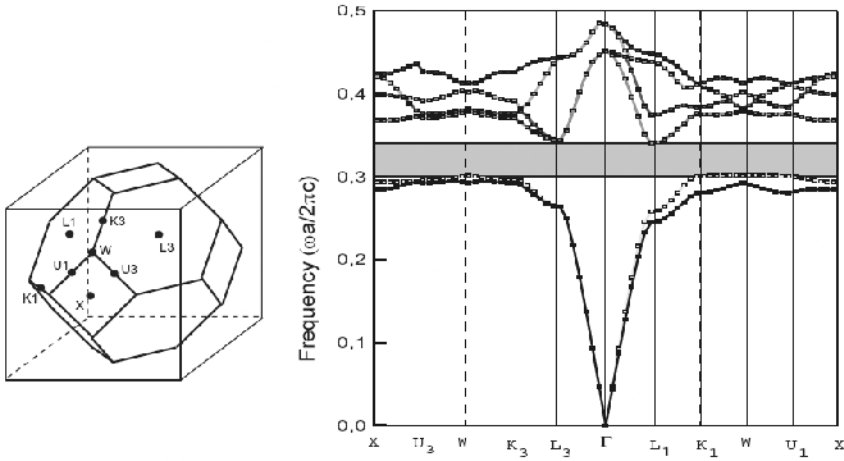 L1
K3
L3
W
U1
U3
K1
X
Frequency (ωa/2πc)
0,5
0,4
0,3
0,2
0,1
0,0
X U3 W K3 L3 Γ L1 K1 W U1 X